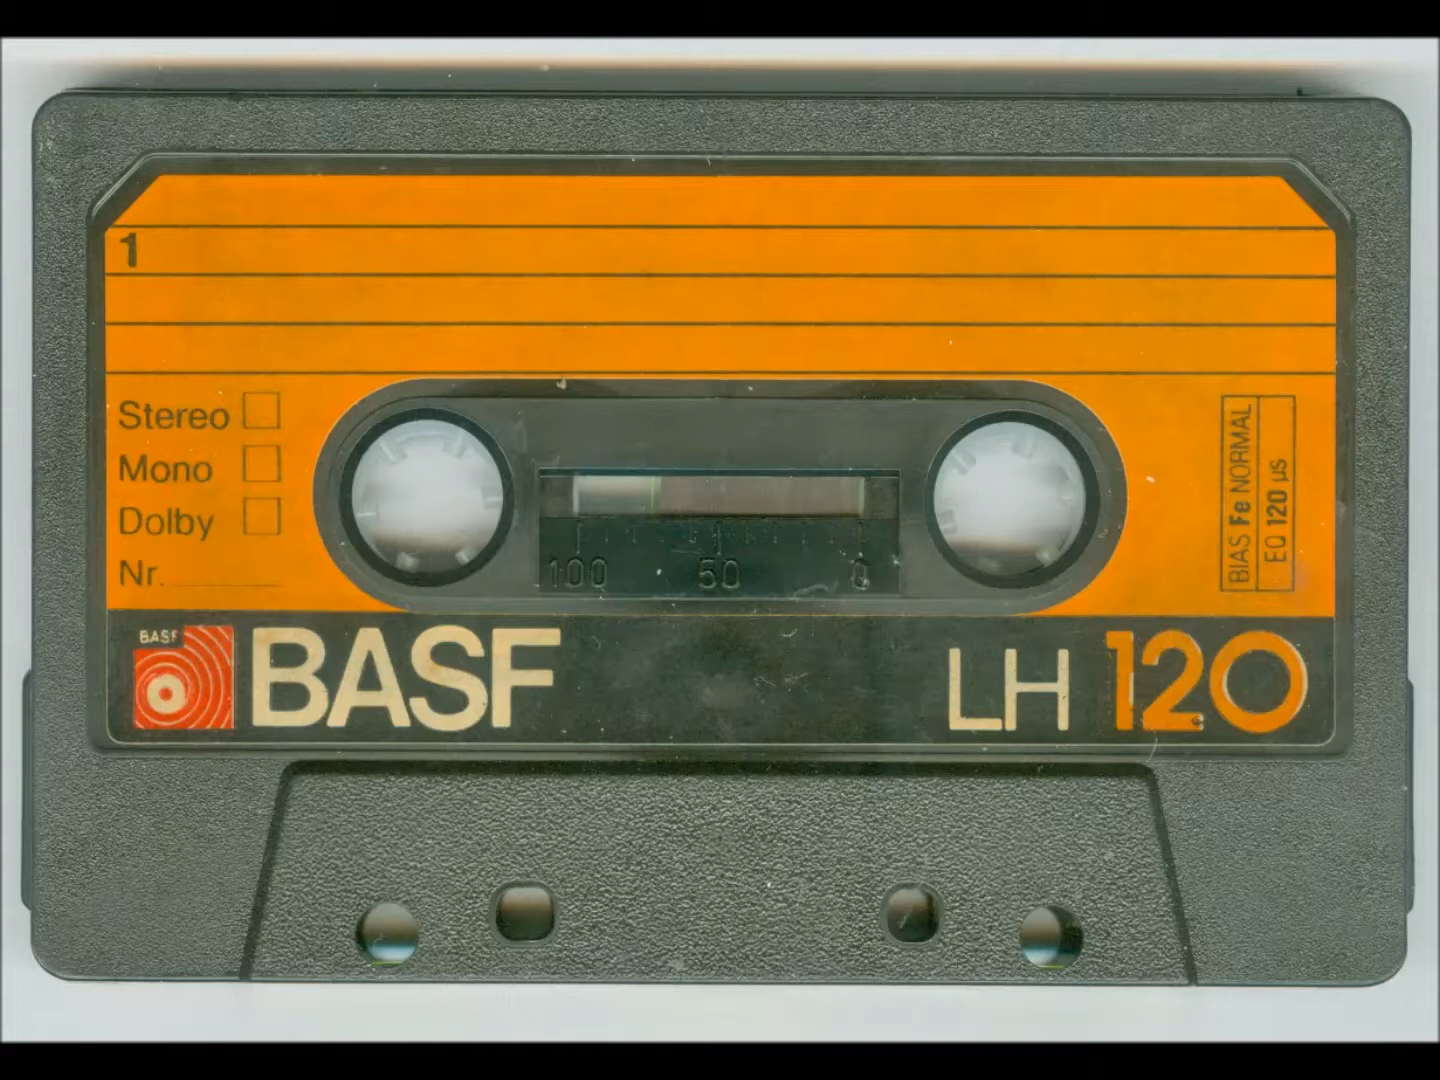 1
Stereo
Mono
Dolby
Nr.
BIAS Fe NORMAL
EQ 120 µs
100 50 0
BASF
BASF
LH 120